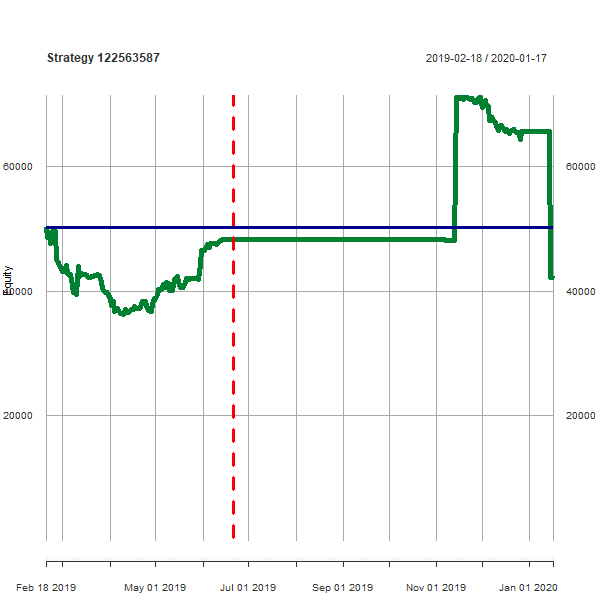 Strategy 122563587
2019-02-18 / 2020-01-17
60000
60000
Equity
40000
40000
20000
20000
Feb 18 2019
May 01 2019
Jul 01 2019
Sep 01 2019
Nov 01 2019
Jan 01 2020